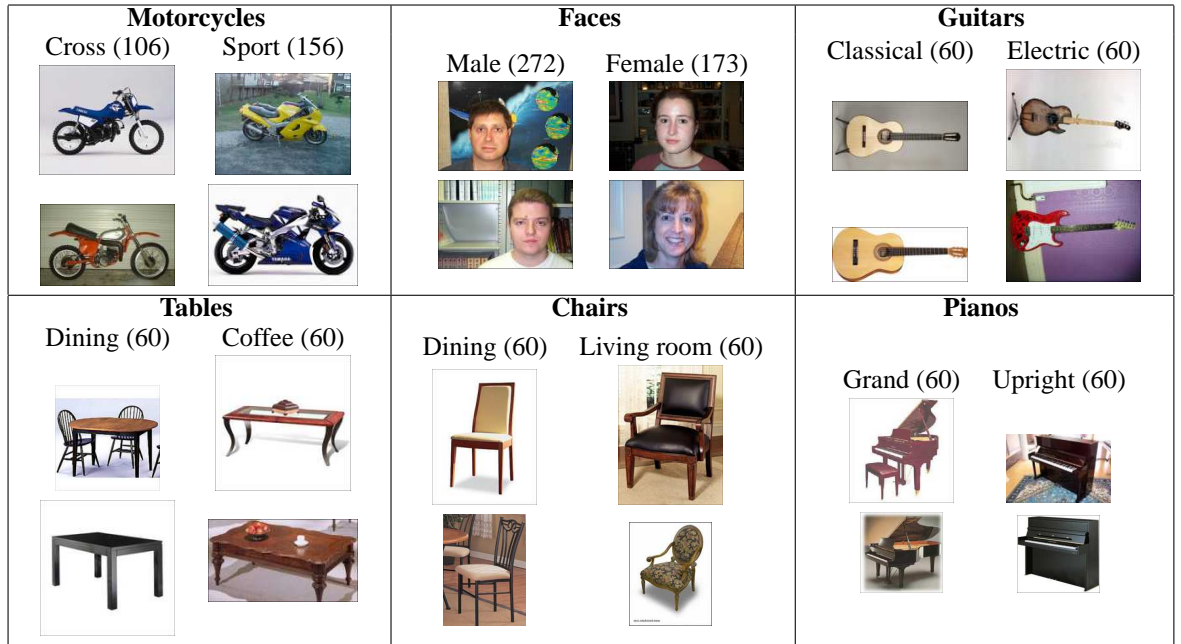 Motorcycles
Cross (106) Sport (156)
Faces
Male (272) Female (173)
Guitars
Classical (60) Electric (60)
Tables
Dining (60) Coffee (60)
Chairs
Dining (60) Living room (60)
Pianos
Grand (60) Upright (60)
YAMAHA